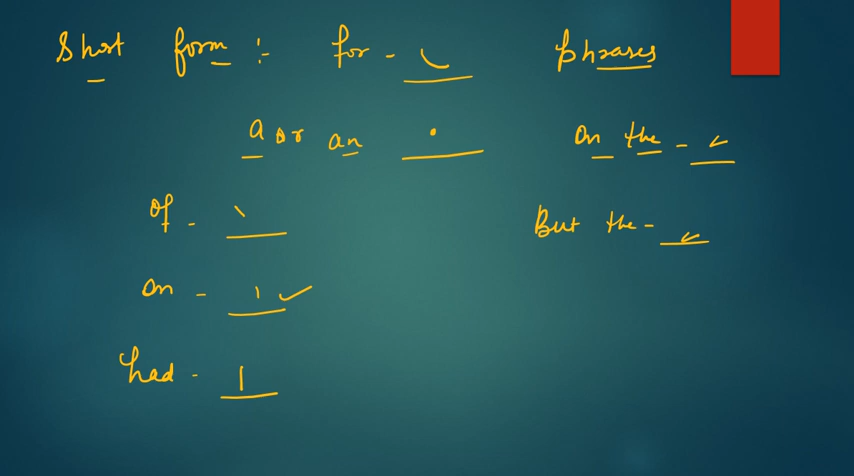 Short form :- for - Phrases
a or an On the -
of - But the -
on -
had -